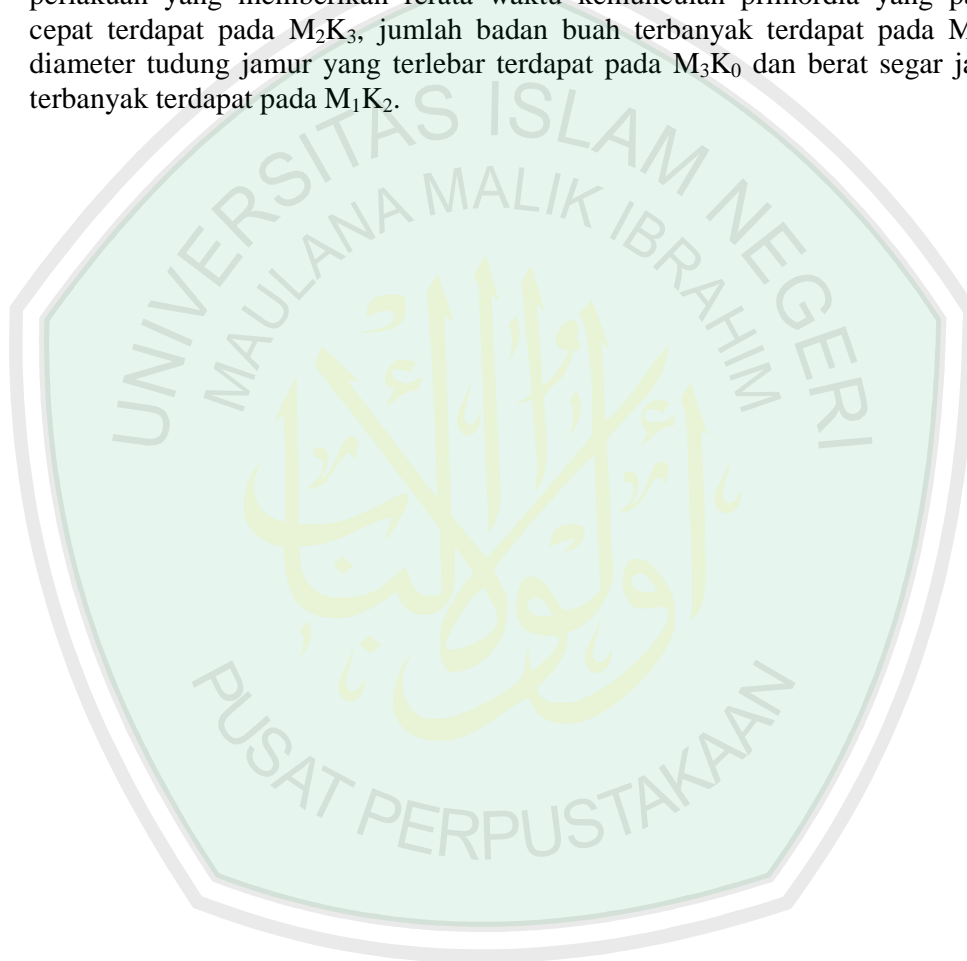 perlakuan yang memberikan rerata waktu kemunculan primordia yang
cepat terdapat pada M₂K₃, jumlah badan buah terbanyak terdapat pada
diameter tudung jamur yang terlebar terdapat pada M₃K₀ dan berat segar
terbanyak terdapat pada M₁K₂.
UNIVERSITAS ISLAM NEGERI
MAULANA MALIK IBRAHIM
PUSAT PERPUSTAKAAN